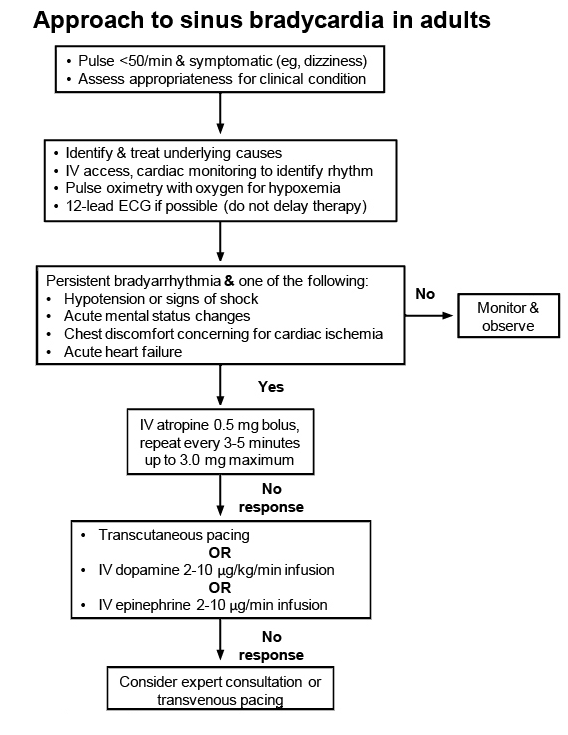 Approach to sinus bradycardia in adults
• Pulse <50/min & symptomatic (eg, dizziness)
• Assess appropriateness for clinical condition
• Identify & treat underlying causes
• IV access, cardiac monitoring to identify rhythm
• Pulse oximetry with oxygen for hypoxemia
• 12-lead ECG if possible (do not delay therapy)
Persistent bradyarrhythmia & one of the following:
• Hypotension or signs of shock
• Acute mental status changes
• Chest discomfort concerning for cardiac ischemia
• Acute heart failure
No
Monitor &
observe
Yes
IV atropine 0.5 mg bolus,
repeat every 3-5 minutes
up to 3.0 mg maximum
No
response
• Transcutaneous pacing
OR
• IV dopamine 2-10 µg/kg/min infusion
OR
• IV epinephrine 2-10 µg/min infusion
No
response
Consider expert consultation or
transvenous pacing